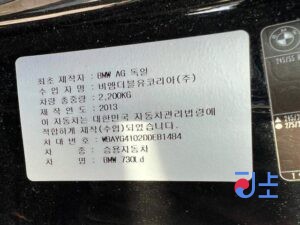 최초 제작자 : BMW AG 독일
수 입 자 명 : 비엠더블유코리아(주)
차량 총중량 : 2,200KG
제 작 연 도 : 2013
이 자동차는 대한민국 자동차관리법령에
적합하게 제작(수입)되었습니다.
차 대 번 호 : WBAYG4102DDEB1484
차 종 : 승용자동차
차 명 : BMW 730Ld